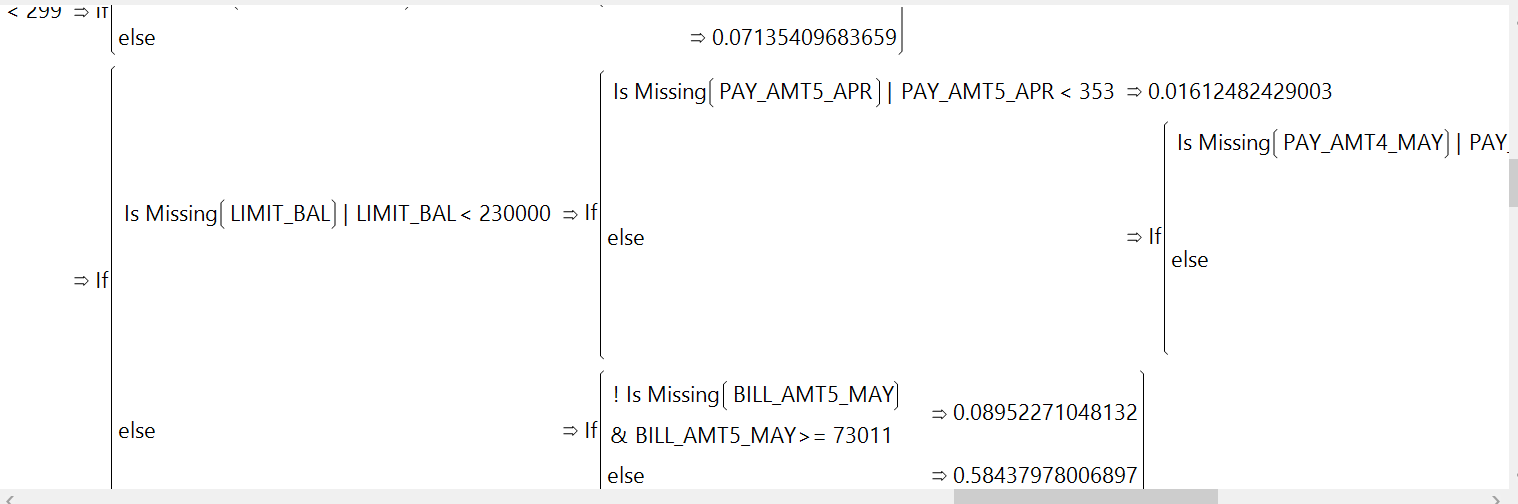 < 299 ⇒ If
else ⇒ 0.07135409683659
Is Missing( PAY_AMT5_APR ) | PAY_AMT5_APR < 353 ⇒ 0.01612482429003
Is Missing( PAY_AMT4_MAY ) | PAY_
Is Missing( LIMIT_BAL ) | LIMIT_BAL < 230000 ⇒ If
else ⇒ If
else
⇒ If
! Is Missing( BILL_AMT5_MAY )
⇒ 0.08952271048132
else ⇒ If
& BILL_AMT5_MAY >= 73011
else ⇒ 0.58437978006897